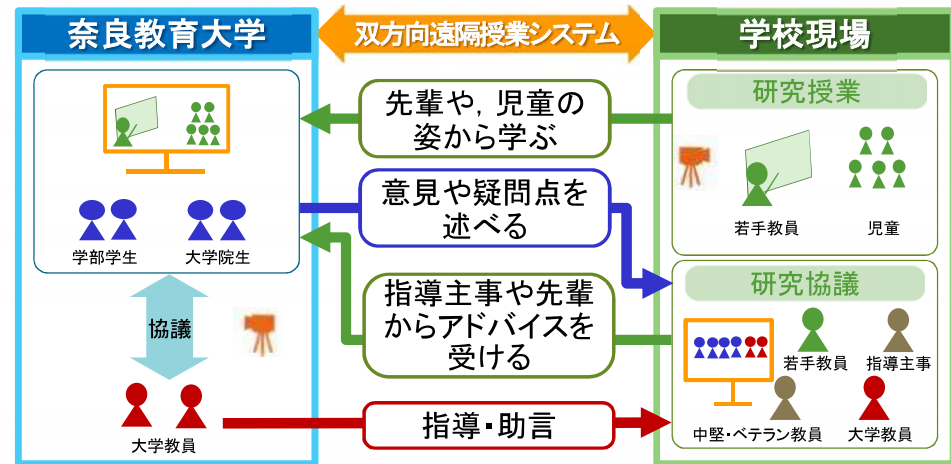 奈良教育大学
双方向遠隔授業システム
学校現場
先輩や，児童の
姿から学ぶ
研究授業
若手教員
児童
意見や疑問点を
述べる
学部学生
大学院生
指導主事や先輩
からアドバイスを
受ける
研究協議
若手教員
指導主事
中堅・ベテラン教員
大学教員
協議
大学教員
指導・助言